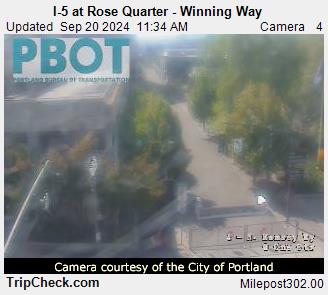 I-5 at Rose Quarter - Winning Way
Updated Sep 20 2024 11:34 AM Camera 4
PBOT
PORTLAND BUREAU OF TRANSPORTATION
Camera courtesy of the City of Portland
TripCheck.com Milepost302.00